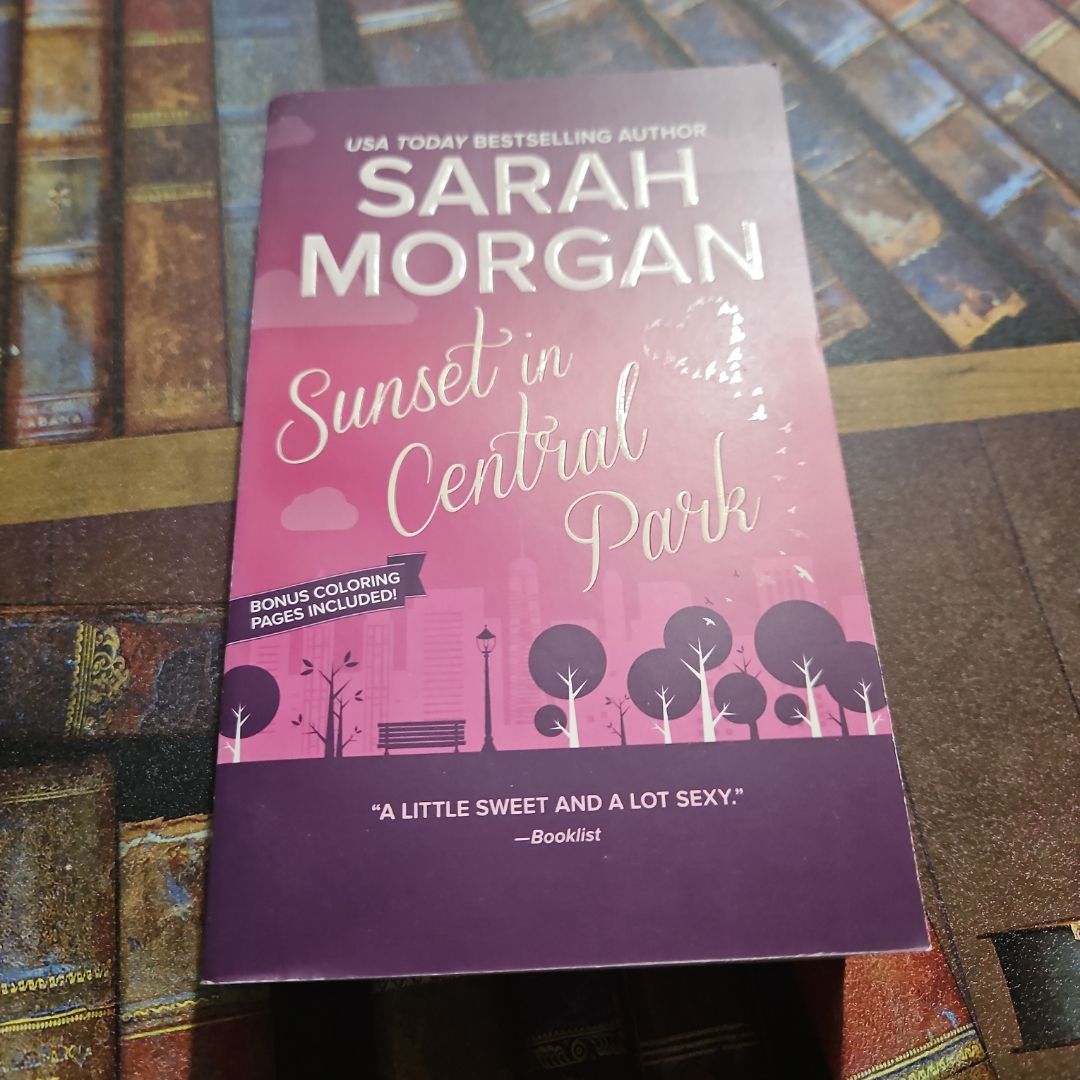 USA TODAY BESTSELLING AUTHOR
SARAH
MORGAN
Sunset in
Central
Park
BONUS COLORING
PAGES INCLUDED!
“A LITTLE SWEET AND A LOT SEXY.”
—Booklist